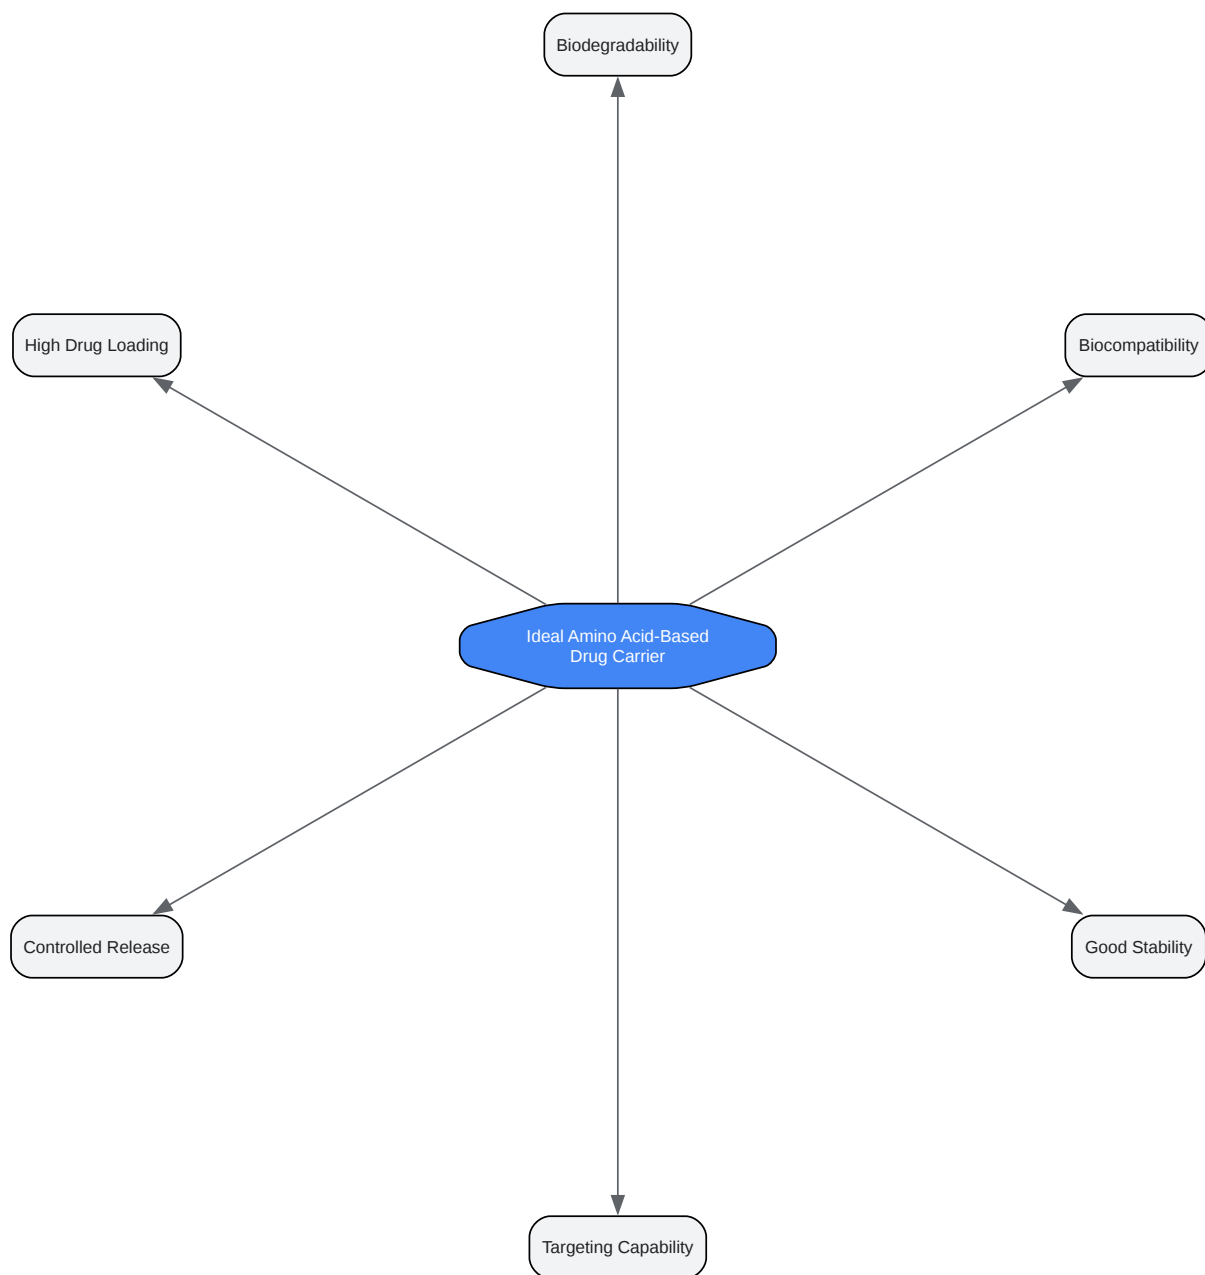 Biodegradability
High Drug Loading
Biocompatibility
Ideal Amino Acid-Based
Drug Carrier
Controlled Release
Good Stability
Targeting Capability